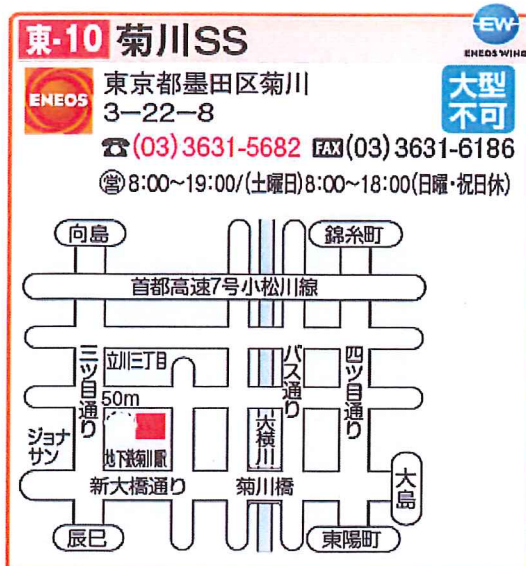 東-10 菊川SS
EW
ENEOS WING
ENEOS
東京都墨田区菊川
3-22-8
大型
不可
☎(03)3631-5682 FAX(03)3631-6186
営8:00〜19:00/(土曜日)8:00〜18:00(日曜・祝日休)
向島
錦糸町
首都高速7号小松川線
三ツ目通り
立川三丁目
バス通り
四ツ目通り
50m
ジョナ
サン
地下鉄菊川駅
大横川
新大橋通り
菊川橋
大島
辰巳
東陽町